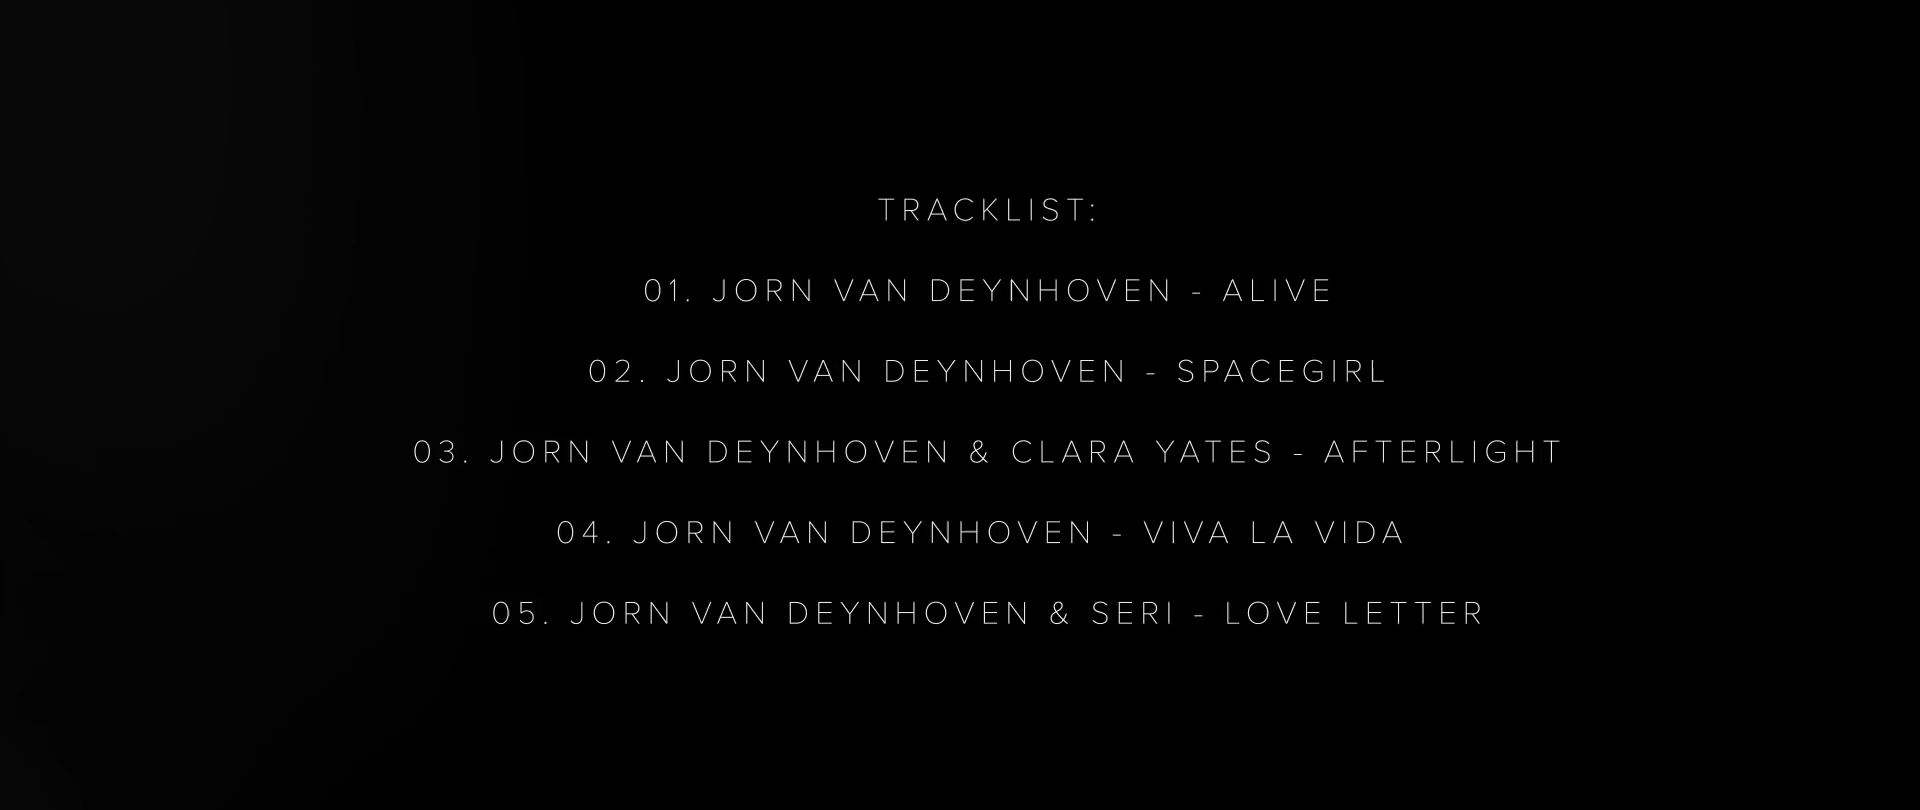 TRACKLIST:
01. JORN VAN DEYNHOVEN - ALIVE
02. JORN VAN DEYNHOVEN - SPACEGIRL
03. JORN VAN DEYNHOVEN & CLARA YATES - AFTERLIGHT
04. JORN VAN DEYNHOVEN - VIVA LA VIDA
05. JORN VAN DEYNHOVEN & SERI - LOVE LETTER